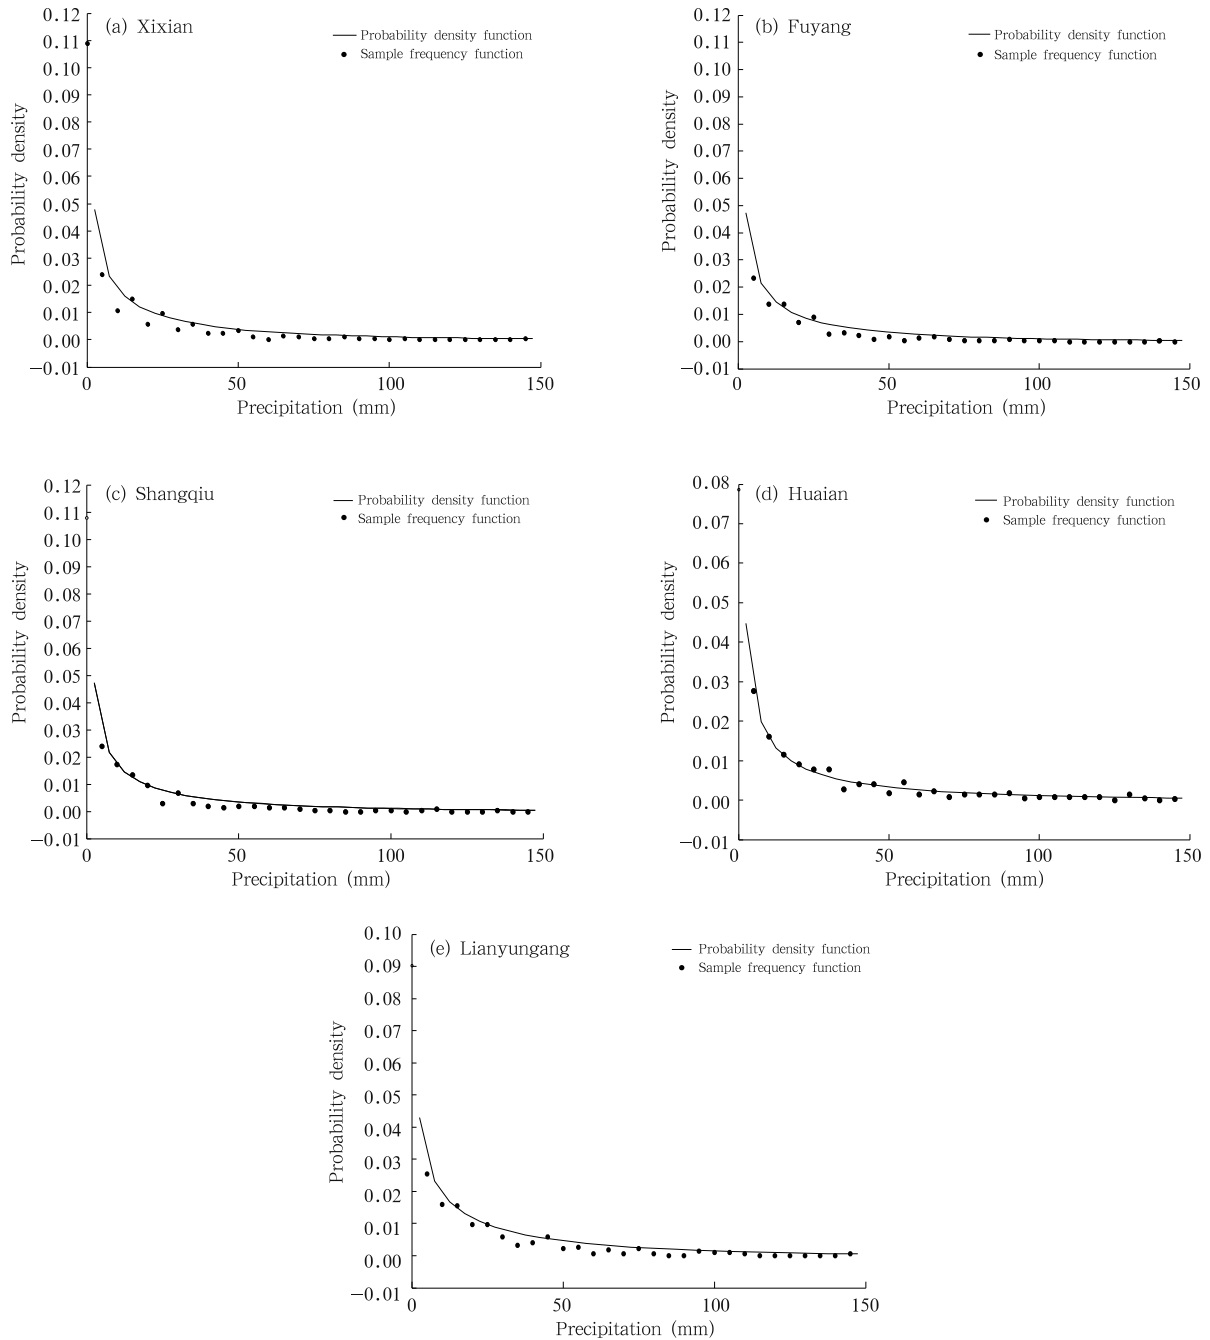 (a) Xixian
Probability density function
Sample frequency function
0.12
0.11
0.10
0.09
0.08
0.07
0.06
0.05
0.04
0.03
0.02
0.01
0.00
−0.01
Probability density
0 50 100 150
Precipitation (mm)
(b) Fuyang
Probability density function
Sample frequency function
0.12
0.11
0.10
0.09
0.08
0.07
0.06
0.05
0.04
0.03
0.02
0.01
0.00
−0.01
Probability density
0 50 100 150
Precipitation (mm)
(c) Shangqiu
Probability density function
Sample frequency function
0.12
0.11
0.10
0.09
0.08
0.07
0.06
0.05
0.04
0.03
0.02
0.01
0.00
−0.01
Probability density
0 50 100 150
Precipitation (mm)
(d) Huaian
Probability density function
Sample frequency function
0.08
0.07
0.06
0.05
0.04
0.03
0.02
0.01
0.00
−0.01
Probability density
0 50 100 150
Precipitation (mm)
(e) Lianyungang
Probability density function
Sample frequency function
0.10
0.09
0.08
0.07
0.06
0.05
0.04
0.03
0.02
0.01
0.00
−0.01
Probability density
0 50 100 150
Precipitation (mm)